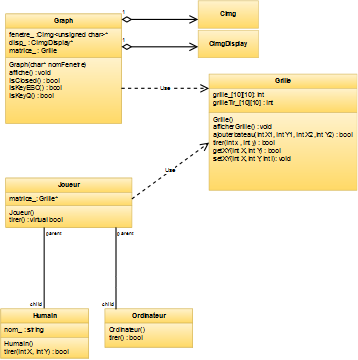 Graph
fenetre_ : CImg<unsigned char>*
disp_ : CImgDisplay*
matrice_ : Grille
Graph(char* nomFenetre)
affiche() : void
isClosed() : bool
isKeyESC() : bool
isKeyQ() : bool
1
CImg
1
CImgDisplay
Use
Grille
grille_[10][10] : int
grilleTir_[10][10] : int
Grille()
afficherGrille() : void
ajouterbateau(int X1, int Y1, int X2, int Y2) : bool
tirer(int x, int y) : bool
getXY(int X, int Y) : bool
setXY(int X, int Y, int i) : void
Use
Joueur
matrice_ : Grille*
Joueur()
tirer() : virtual bool
parent
parent
child
child
Humain
nom_ : string
Humain()
tirer(int X, int Y) : bool
Ordinateur
Ordinateur()
tirer() : bool